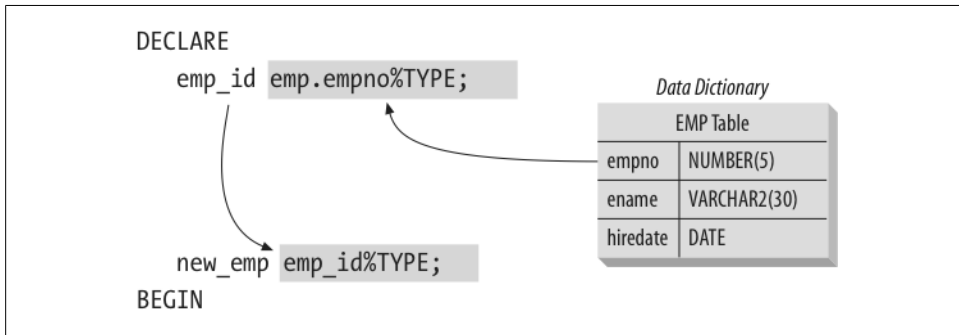 DECLARE
emp_id emp.empno%TYPE;
Data Dictionary
EMP Table
empno NUMBER(5)
ename VARCHAR2(30)
hiredate DATE
new_emp emp_id%TYPE;
BEGIN